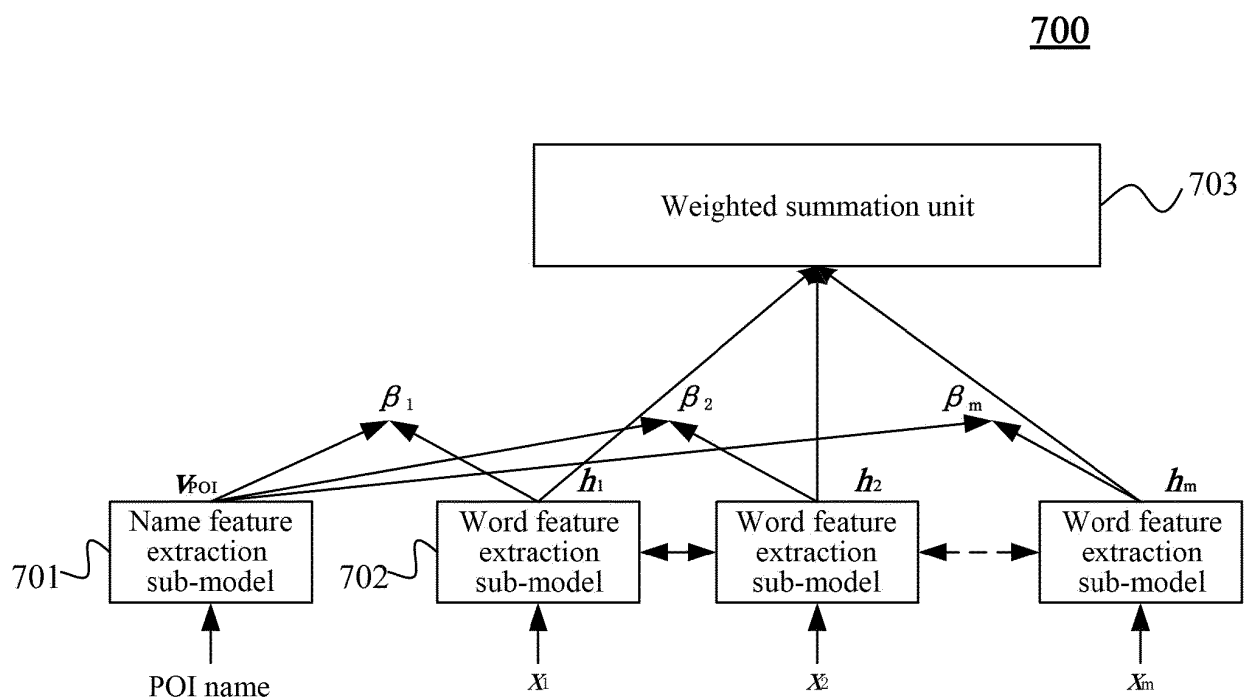 700
Weighted summation unit
703
β1 β2 βm
vPOI h1 h2 hm
Name feature
extraction
sub-model
701
Word feature
extraction
sub-model
702
Word feature
extraction
sub-model
Word feature
extraction
sub-model
POI name x1 x2 xm